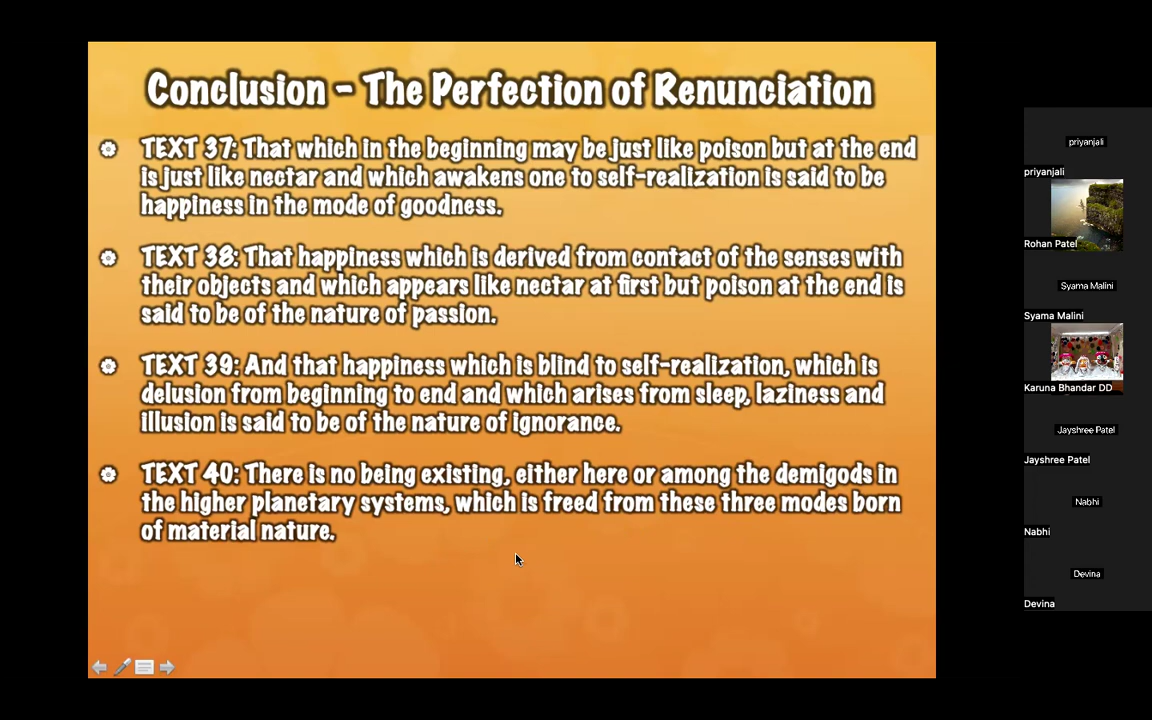 Conclusion - The Perfection of Renunciation
TEXT 37: That which in the beginning may be just like poison but at the end
is just like nectar and which awakens one to self-realization is said to be
happiness in the mode of goodness.
TEXT 38: That happiness which is derived from contact of the senses with
their objects and which appears like nectar at first but poison at the end is
said to be of the nature of passion.
TEXT 39: And that happiness which is blind to self-realization, which is
delusion from beginning to end and which arises from sleep, laziness and
illusion is said to be of the nature of ignorance.
TEXT 40: There is no being existing, either here or among the demigods in
the higher planetary systems, which is freed from these three modes born
of material nature.
priyanjali
priyanjali
Rohan Patel
Syama Malini
Syama Malini
Karuna Bhandar DD
Jayshree Patel
Jayshree Patel
Nabhi
Nabhi
Devina
Devina